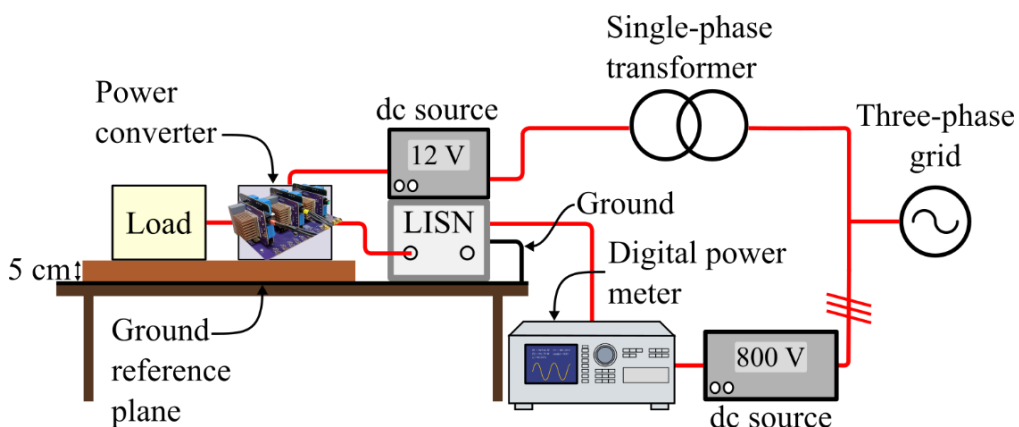 Single-phase
transformer
Power
converter
dc source
12 V
Three-phase
grid
Load
LISN
Ground
Digital power
meter
5 cm
Ground
reference
plane
800 V
dc source